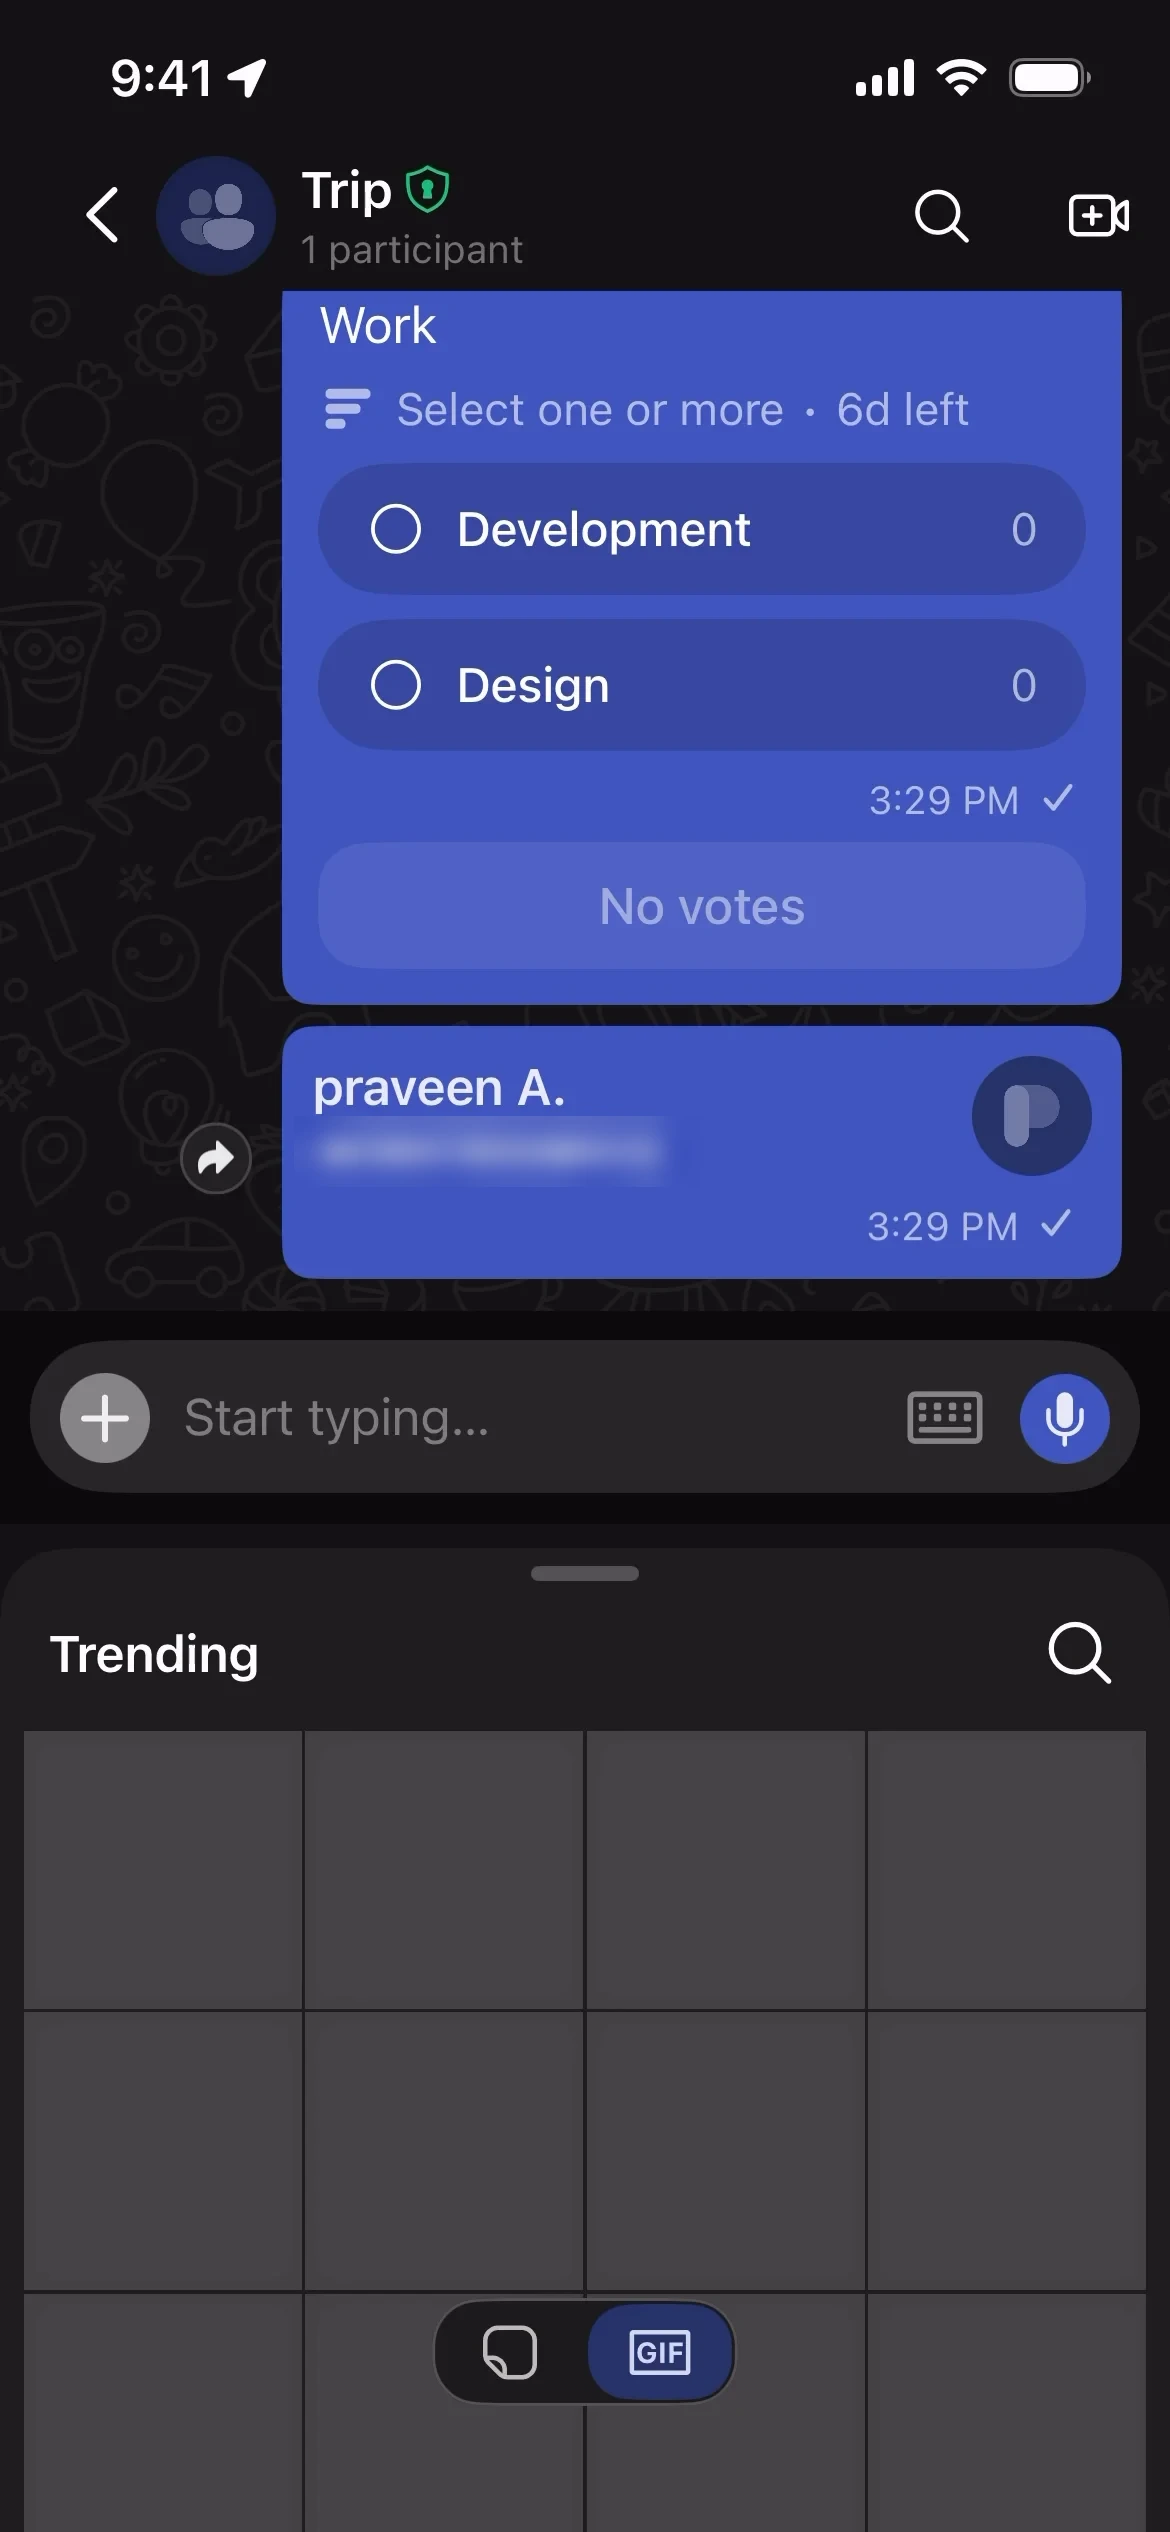 9:41
Trip
1 participant
Work
Select one or more · 6d left
Development 0
Design 0
3:29 PM
No votes
praveen A.
3:29 PM
Start typing...
Trending
GIF